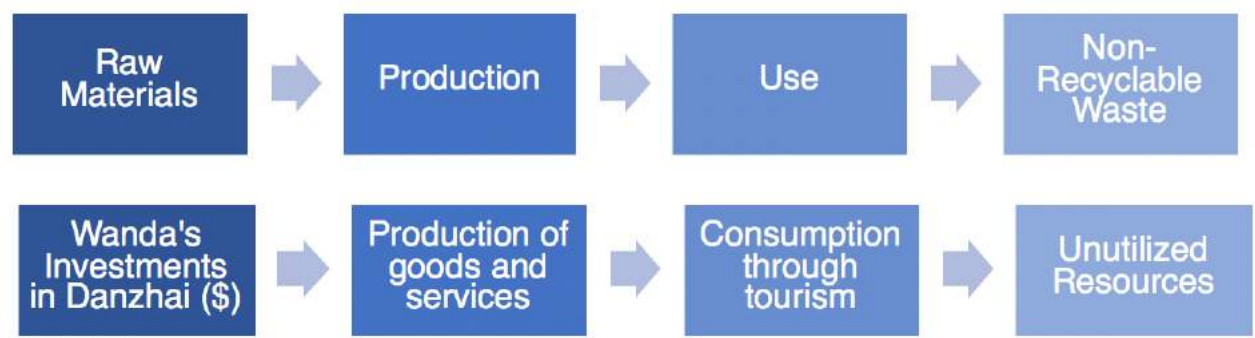 Raw
Materials
Production
Use
Non-
Recyclable
Waste
Wanda's
Investments
in Danzhai ($)
Production of
goods and
services
Consumption
through
tourism
Unutilized
Resources